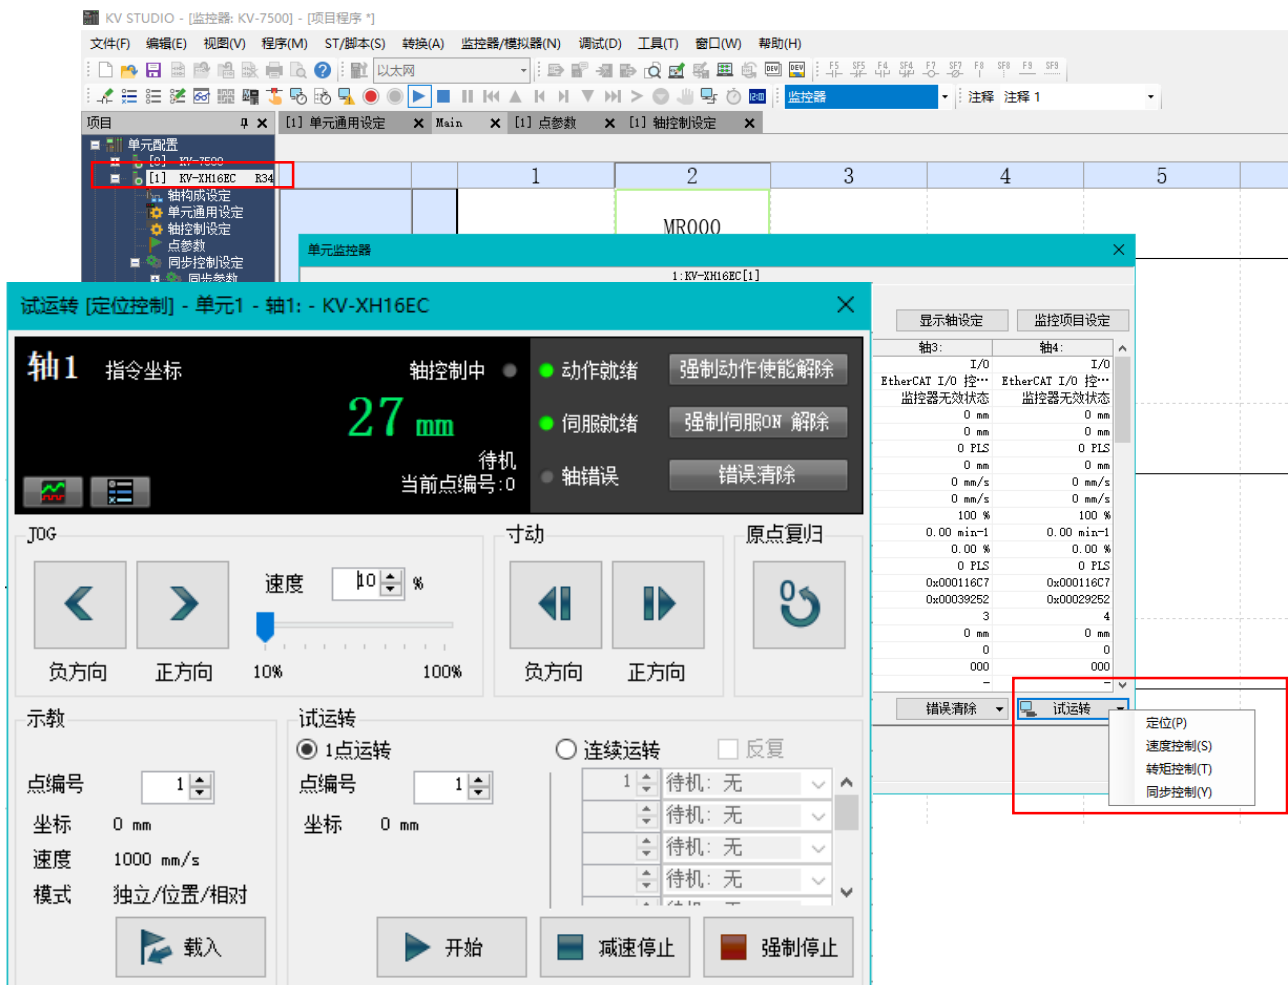 KV STUDIO - [监控器: KV-7500] - [项目程序 *]
文件(F) 编辑(E) 视图(V) 程序(M) ST/脚本(S) 转换(A) 监控器/模拟器(N) 调试(D) 工具(T) 窗口(W) 帮助(H)
以太网 DEV DEV F5 SF5 F4 SF4 F7 SF7 F8 SF8 F9 SF9
监控器 注释 注释 1
项目 [1] 单元通用设定 Main [1] 点参数 [1] 轴控制设定
单元配置
[0] KV-7500
[1] KV-XH16EC R34
1 2 3 4 5
轴构成设定
单元通用设定
轴控制设定
点参数
同步控制设定
同步参数
MR000
单元监控器
1:KV-XH16EC[1]
显示轴设定 监控项目设定
轴3: 轴4:
I/O I/O
EtherCAT I/O 控… EtherCAT I/O 控…
监控器无效状态 监控器无效状态
0 mm 0 mm
0 mm 0 mm
0 PLS 0 PLS
0 mm 0 mm
0 mm/s 0 mm/s
0 mm/s 0 mm/s
100 % 100 %
0.00 min-1 0.00 min-1
0.00 % 0.00 %
0 PLS 0 PLS
0x000116C7 0x000116C7
0x00039252 0x00029252
3 4
0 mm 0 mm
0 0
000 000
- -
错误清除 试运转
定位(P)
速度控制(S)
转矩控制(T)
同步控制(Y)
试运转 [定位控制] - 单元1 - 轴1: - KV-XH16EC
轴1 指令坐标 轴控制中 动作就绪 强制动作使能解除
27 mm
伺服就绪 强制伺服ON 解除
待机
当前点编号:0
轴错误 错误清除
JOG 寸动 原点复归
速度 10 %
负方向 正方向 10% 100% 负方向 正方向
示教 试运转
1点运转 连续运转 反复
点编号 1 点编号 1 1 待机: 无
坐标 0 mm 坐标 0 mm 待机: 无
速度 1000 mm/s 待机: 无
模式 独立/位置/相对 待机: 无
载入 开始 减速停止 强制停止